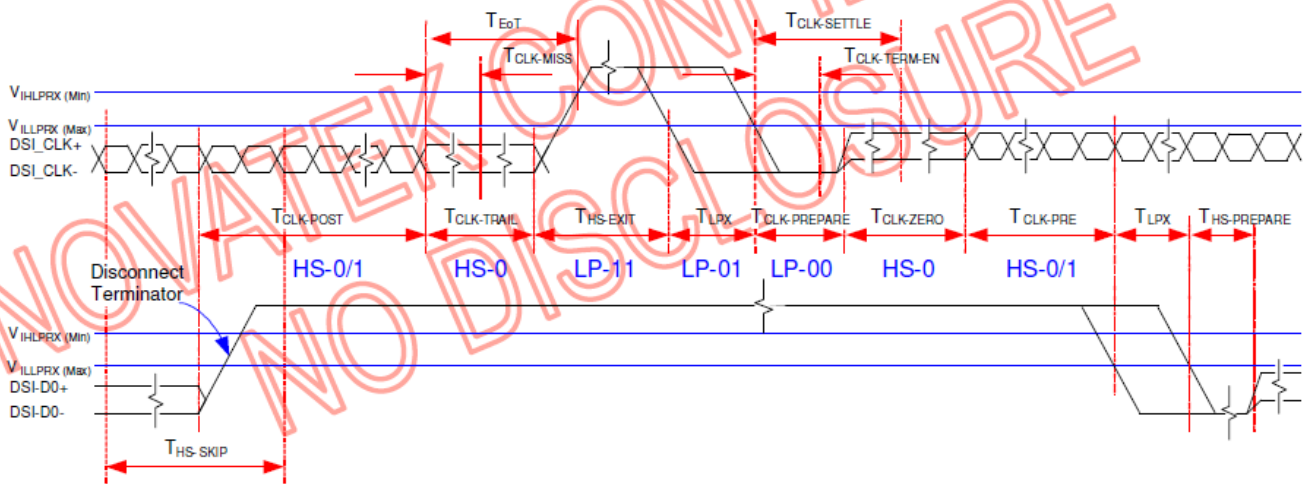 TEoT
TCLK-SETTLE
TCLK-MISS
TCLK-TERM-EN
VIHLPRX (Min)
VILLPRX (Max)
DSI_CLK+
DSI_CLK-
TCLK-POST
TCLK-TRAIL
THS-EXIT
TLPX
TCLK-PREPARE
TCLK-ZERO
TCLK-PRE
TLPX
THS-PREPARE
HS-0/1
HS-0
LP-11
LP-01
LP-00
HS-0
HS-0/1
Disconnect
Terminator
VIHLPRX (Min)
VILLPRX (Max)
DSI-D0+
DSI-D0-
THS-SKIP
NOVATEK
NO DISCLOSURE